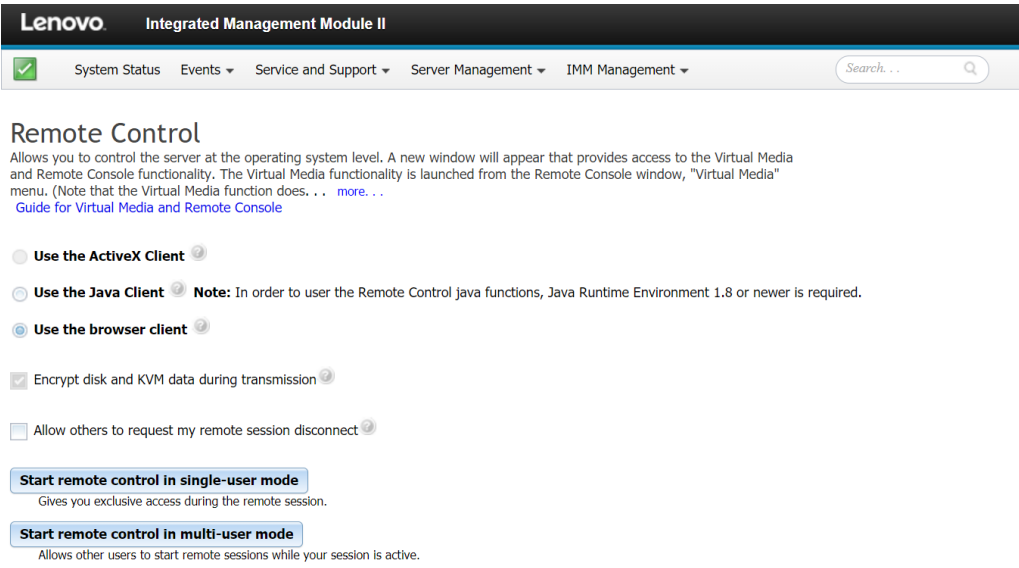 Lenovo. Integrated Management Module II
System Status Events Service and Support Server Management IMM Management Search. . .
Remote Control
Allows you to control the server at the operating system level. A new window will appear that provides access to the Virtual Media
and Remote Console functionality. The Virtual Media functionality is launched from the Remote Console window, "Virtual Media"
menu. (Note that the Virtual Media function does. . . more. . .
Guide for Virtual Media and Remote Console
Use the ActiveX Client ?
Use the Java Client ? Note: In order to user the Remote Control java functions, Java Runtime Environment 1.8 or newer is required.
Use the browser client ?
Encrypt disk and KVM data during transmission ?
Allow others to request my remote session disconnect ?
Start remote control in single-user mode
Gives you exclusive access during the remote session.
Start remote control in multi-user mode
Allows other users to start remote sessions while your session is active.